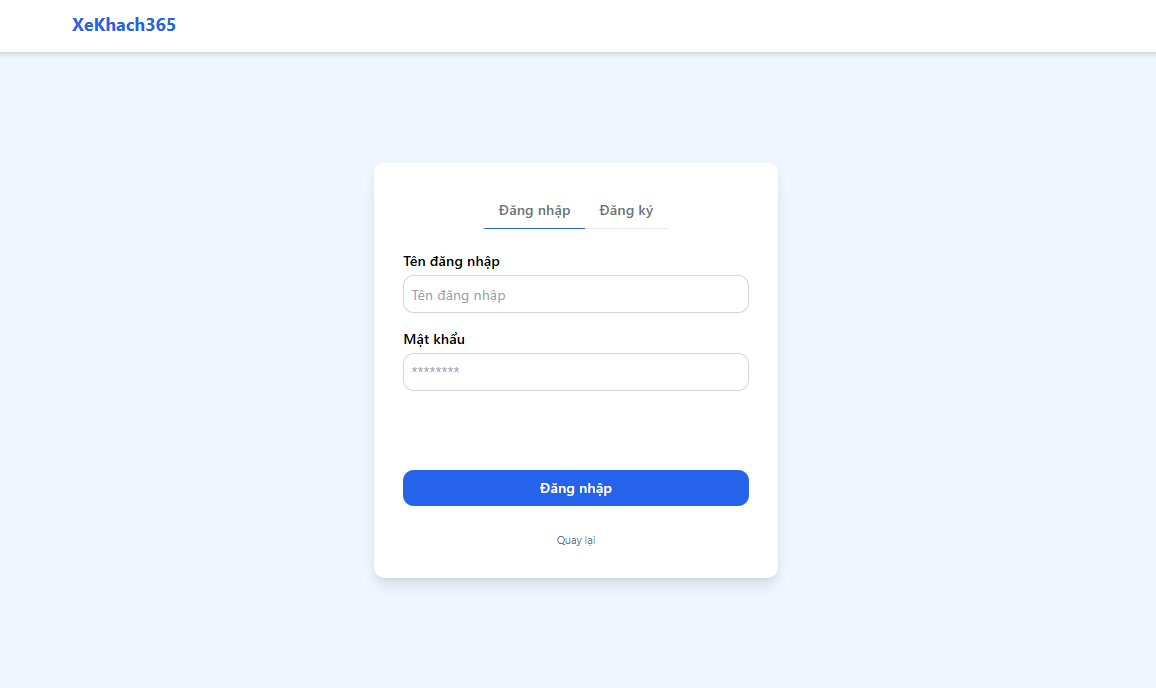 XeKhach365
Đăng nhập Đăng ký
Tên đăng nhập
Tên đăng nhập
Mật khẩu
********
Đăng nhập
Quay lại